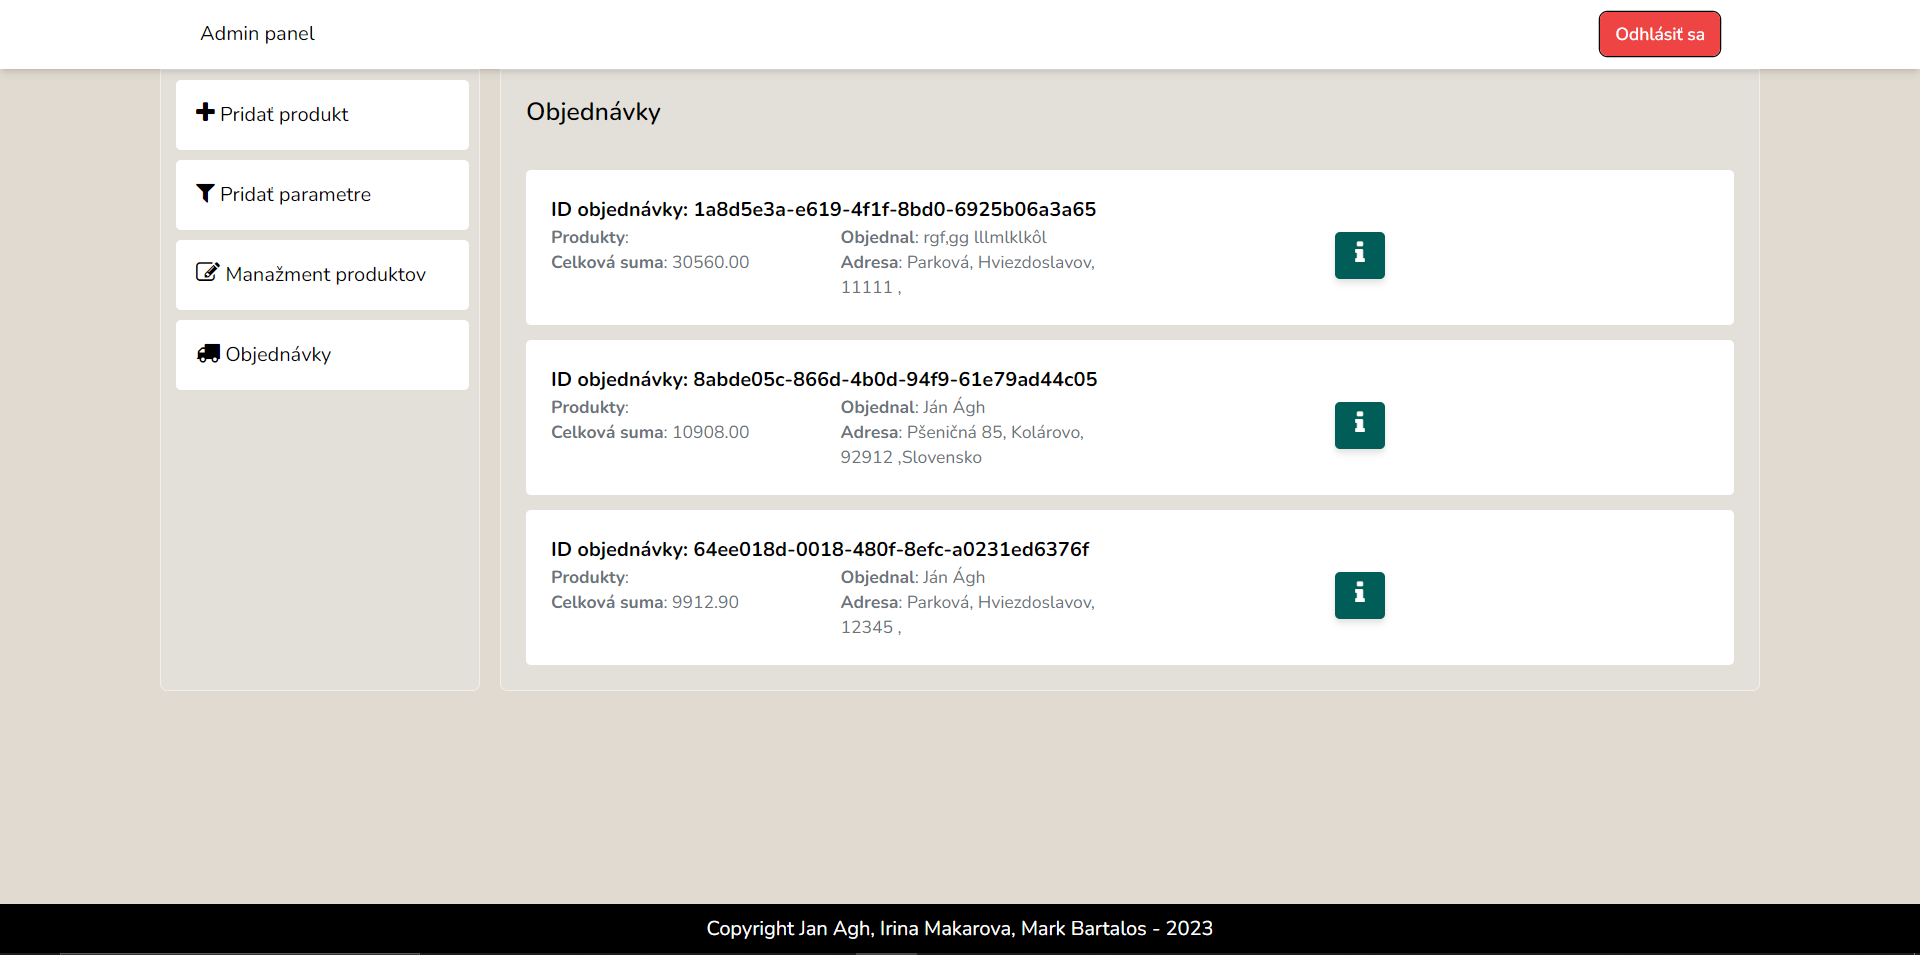 Admin panel
Odhlásiť sa
Pridať produkt
Pridať parametre
Manažment produktov
Objednávky
Objednávky
ID objednávky: 1a8d5e3a-e619-4f1f-8bd0-6925b06a3a65
Produkty:
Celková suma: 30560.00
Objednal: rgf,gg lllmlklkôl
Adresa: Parková, Hviezdoslavov,
11111 ,
ID objednávky: 8abde05c-866d-4b0d-94f9-61e79ad44c05
Produkty:
Celková suma: 10908.00
Objednal: Ján Ágh
Adresa: Pšeničná 85, Kolárovo,
92912 ,Slovensko
ID objednávky: 64ee018d-0018-480f-8efc-a0231ed6376f
Produkty:
Celková suma: 9912.90
Objednal: Ján Ágh
Adresa: Parková, Hviezdoslavov,
12345 ,
Copyright Jan Agh, Irina Makarova, Mark Bartalos - 2023